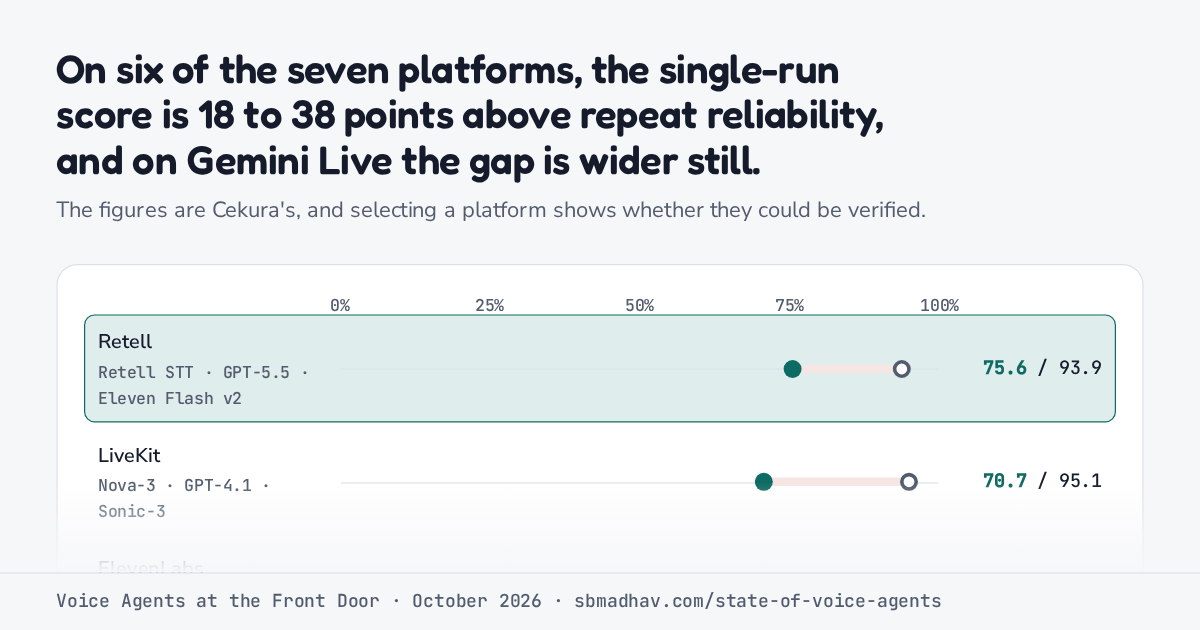 On six of the seven platforms, the single-run
score is 18 to 38 points above repeat reliability,
and on Gemini Live the gap is wider still.
The figures are Cekura's, and selecting a platform shows whether they could be verified.
0% 25% 50% 75% 100%
Retell
Retell STT · GPT-5.5 ·
Eleven Flash v2
75.6 / 93.9
LiveKit
Nova-3 · GPT-4.1 ·
Sonic-3
70.7 / 95.1
ElevenLabs
Voice Agents at the Front Door · October 2026 · sbmadhav.com/state-of-voice-agents